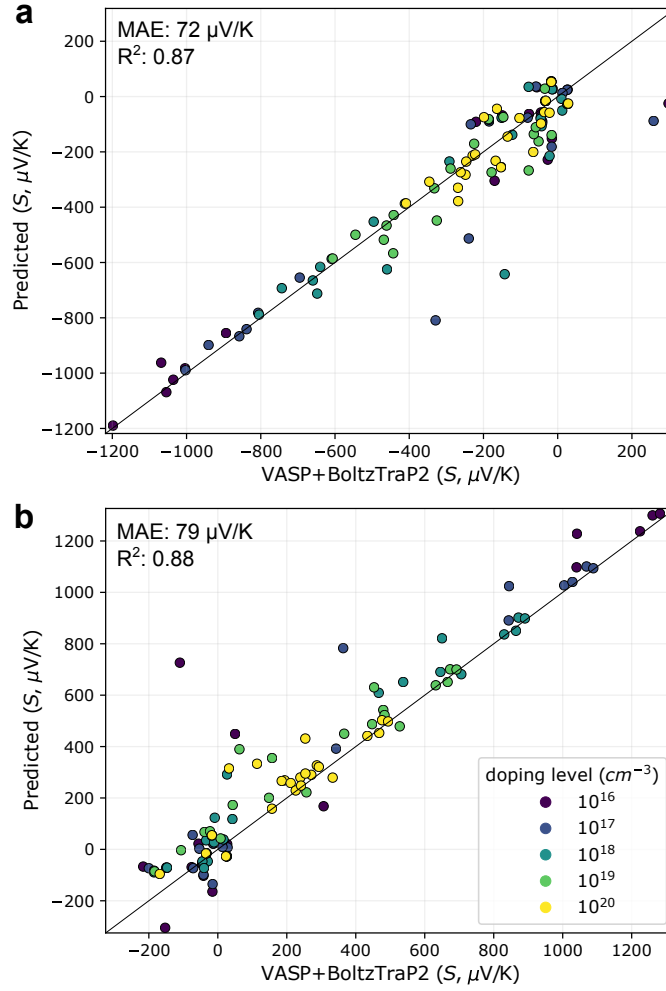 a
MAE: 72 μV/K
R²: 0.87
Predicted (S, μV/K)
200
0
−200
−400
−600
−800
−1000
−1200
−1200 −1000 −800 −600 −400 −200 0 200
VASP+BoltzTraP2 (S, μV/K)
b
MAE: 79 μV/K
R²: 0.88
Predicted (S, μV/K)
1200
1000
800
600
400
200
0
−200
doping level (cm⁻³)
10¹⁶
10¹⁷
10¹⁸
10¹⁹
10²⁰
−200 0 200 400 600 800 1000 1200
VASP+BoltzTraP2 (S, μV/K)